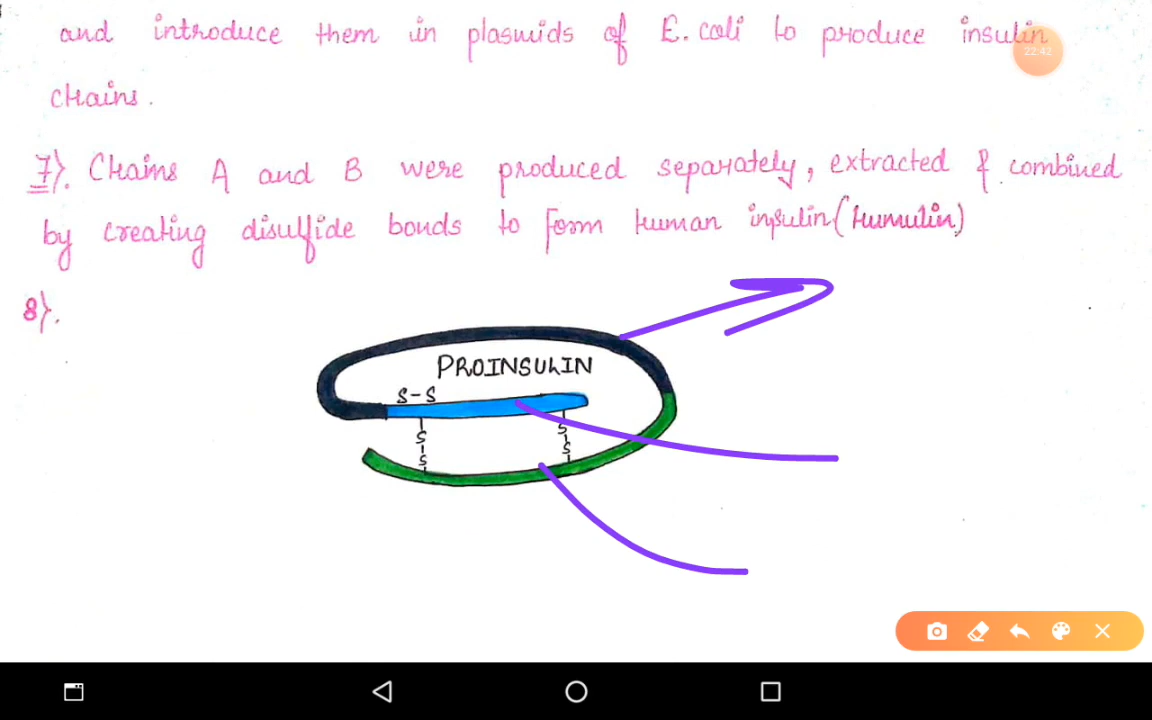 and introduce them in plasmids of E. coli to produce insulin
22:42
chains.
7}. Chains A and B were produced separately, extracted & combined
by creating disulfide bonds to form human insulin (Humulin)
8}.
PROINSULIN
S-S
S
S
S
S